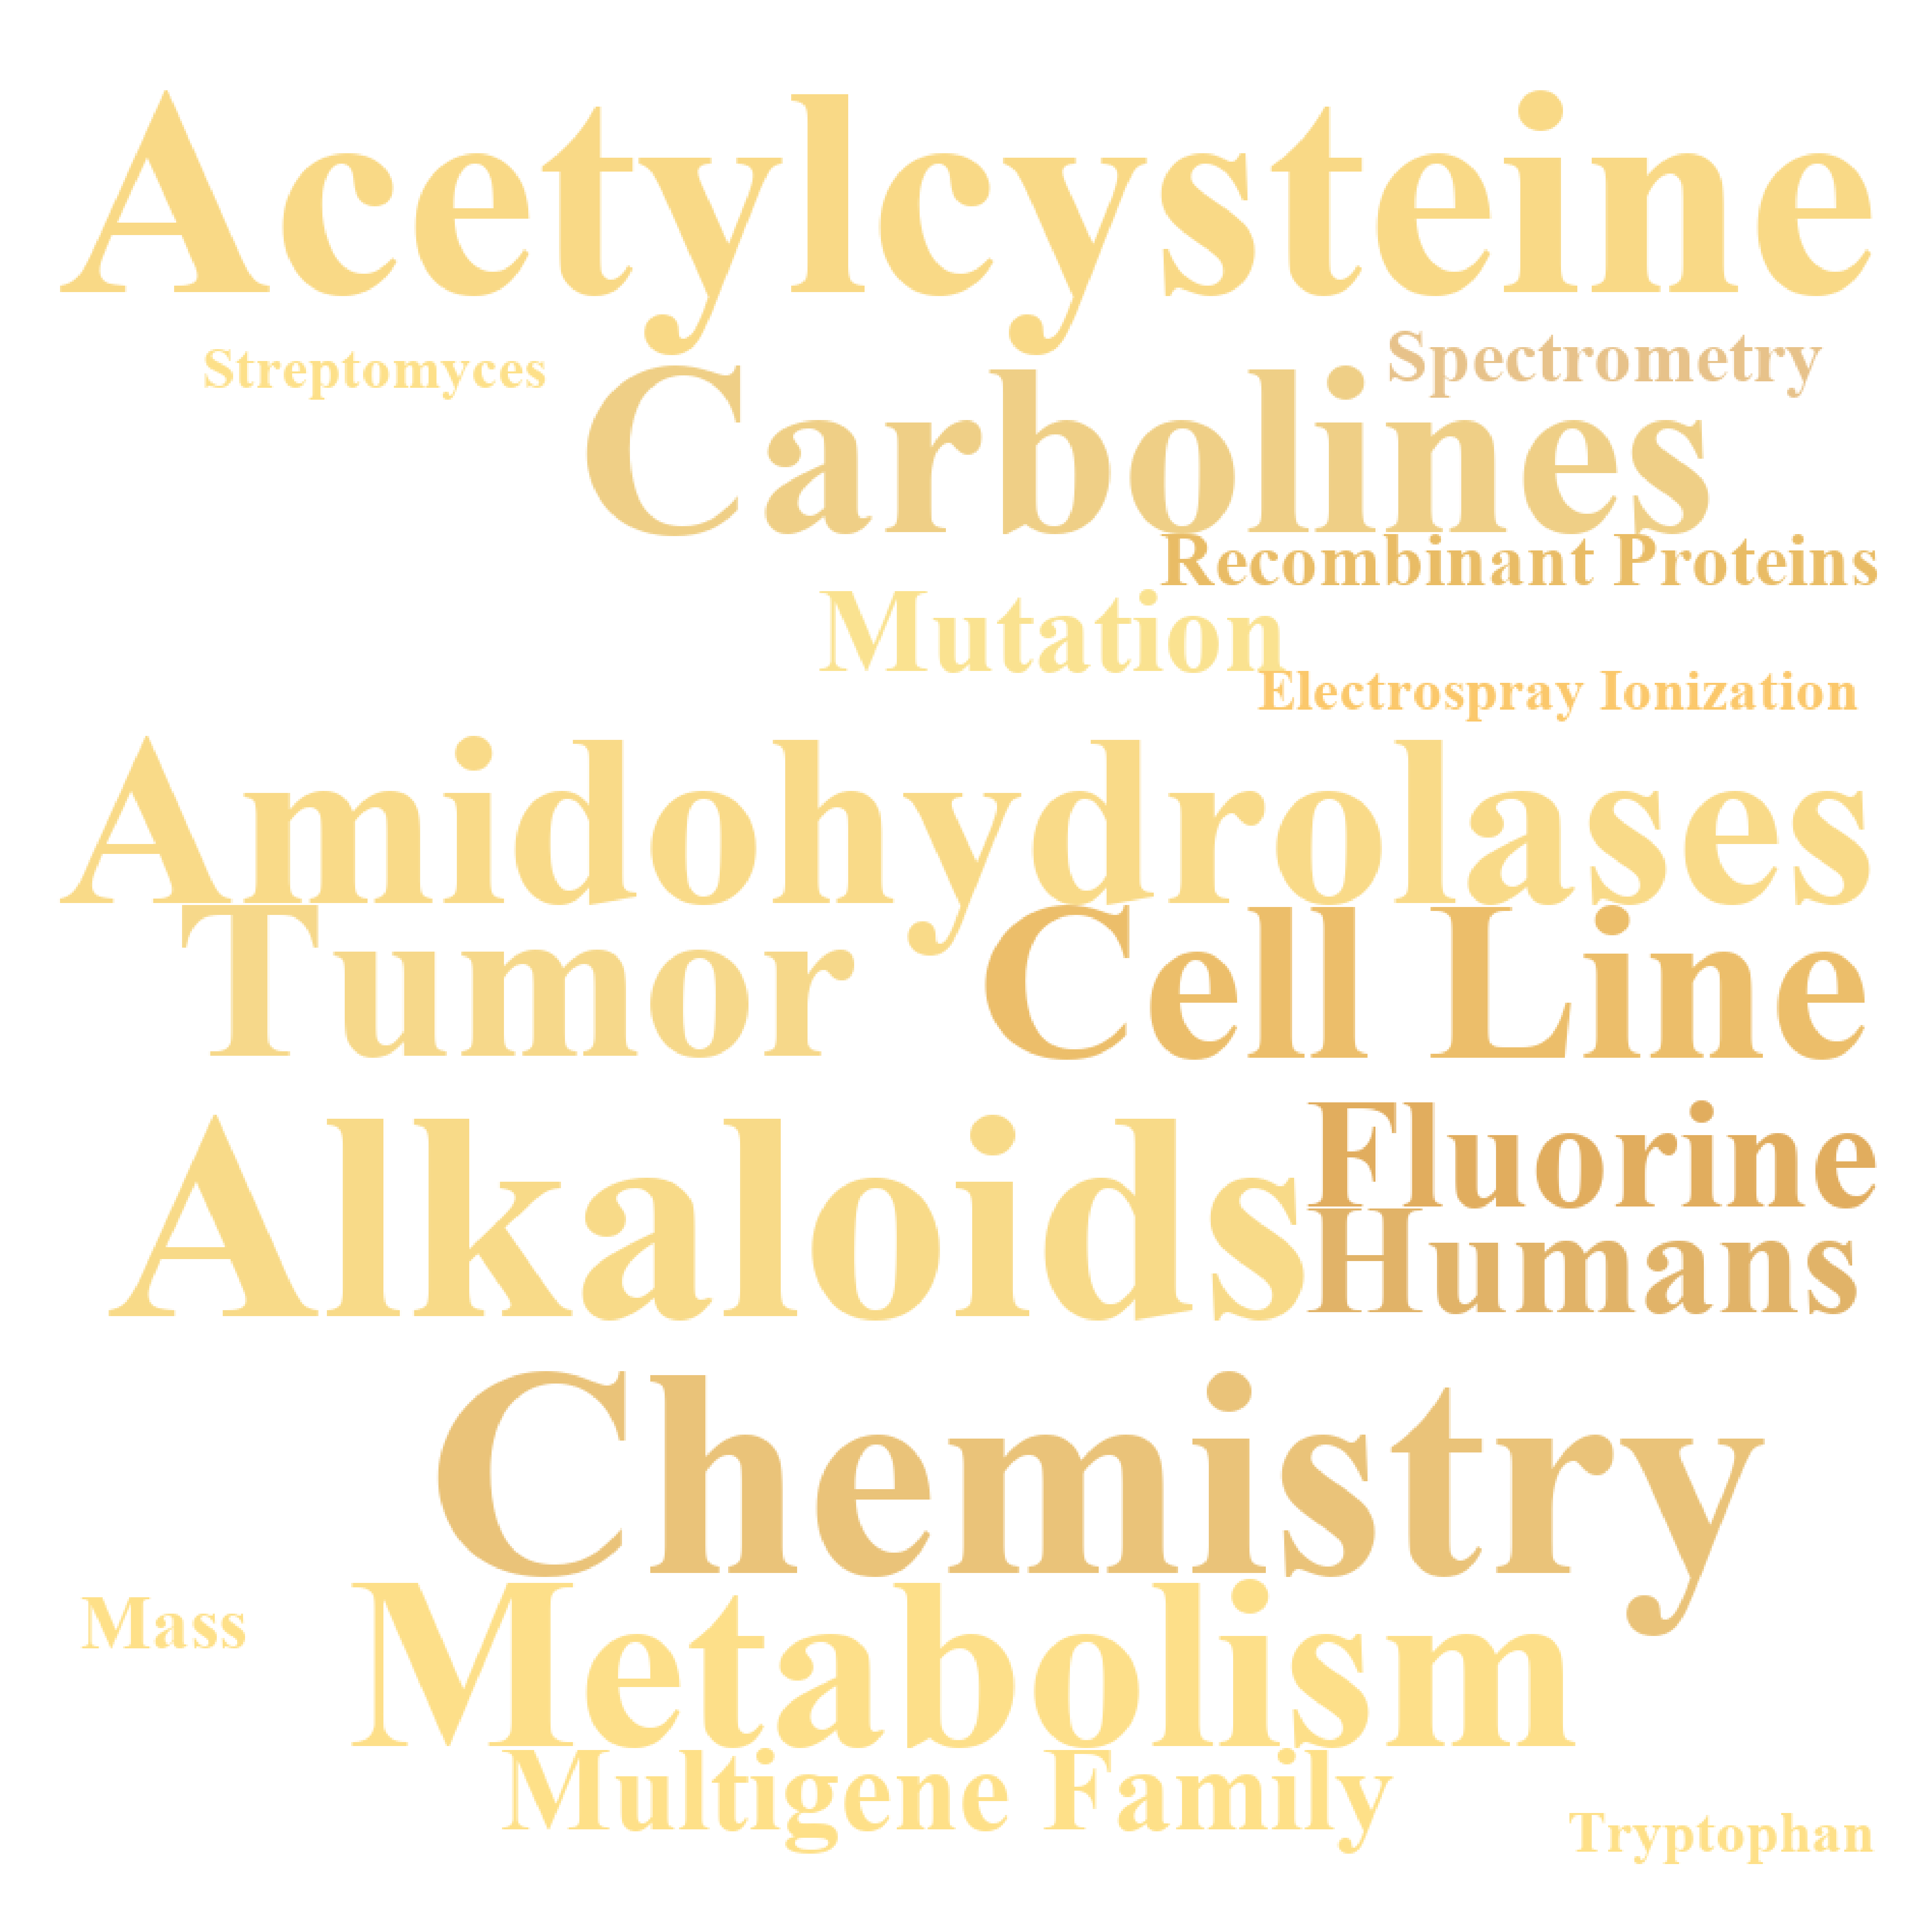 Acetylcysteine
Streptomyces
Spectrometry
Carbolines
Recombinant Proteins
Mutation
Electrospray Ionization
Amidohydrolases
Tumor
Cell Line
Alkaloids
Fluorine
Humans
Chemistry
Mass
Metabolism
Multigene Family
Tryptophan